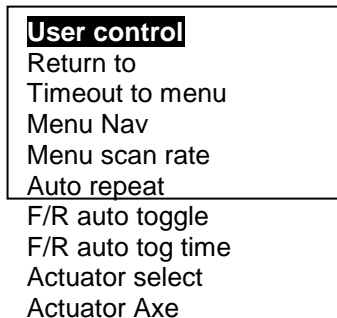 User control
Return to
Timeout to menu
Menu Nav
Menu scan rate
Auto repeat
F/R auto toggle
F/R auto tog time
Actuator select
Actuator Axe